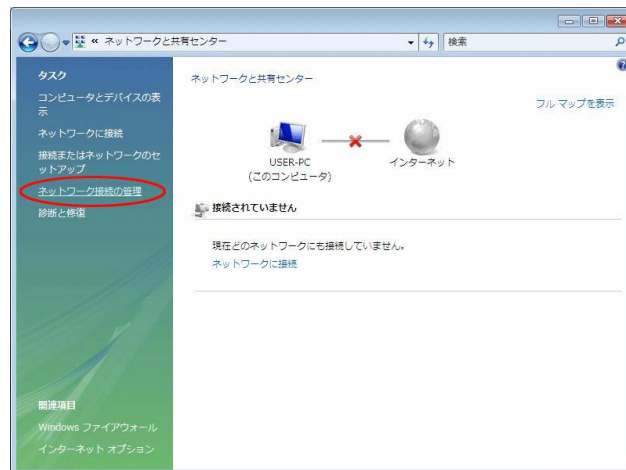 « ネットワークと共有センター
検索
タスク
コンピュータとデバイスの表
示
ネットワークに接続
接続またはネットワークのセ
ットアップ
ネットワーク接続の管理
診断と修復
関連項目
Windows ファイアウォール
インターネット オプション
ネットワークと共有センター
フル マップを表示
USER-PC
(このコンピュータ)
インターネット
接続されていません
現在どのネットワークにも接続していません。
ネットワークに接続